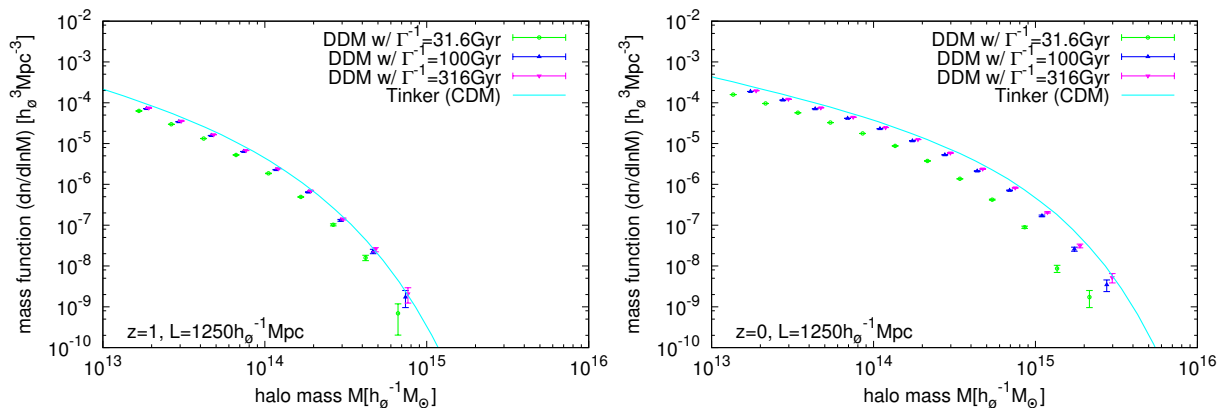 mass function (dn/dlnM) [h_ø^3Mpc^-3]
10^-2
10^-3
10^-4
10^-5
10^-6
10^-7
10^-8
10^-9
10^-10
DDM w/ Γ^-1=31.6Gyr
DDM w/ Γ^-1=100Gyr
DDM w/ Γ^-1=316Gyr
Tinker (CDM)
z=1, L=1250h_ø^-1Mpc
10^13
10^14
10^15
10^16
halo mass M[h_ø^-1M_⊙]
mass function (dn/dlnM) [h_ø^3Mpc^-3]
10^-2
10^-3
10^-4
10^-5
10^-6
10^-7
10^-8
10^-9
10^-10
DDM w/ Γ^-1=31.6Gyr
DDM w/ Γ^-1=100Gyr
DDM w/ Γ^-1=316Gyr
Tinker (CDM)
z=0, L=1250h_ø^-1Mpc
10^13
10^14
10^15
10^16
halo mass M[h_ø^-1M_⊙]